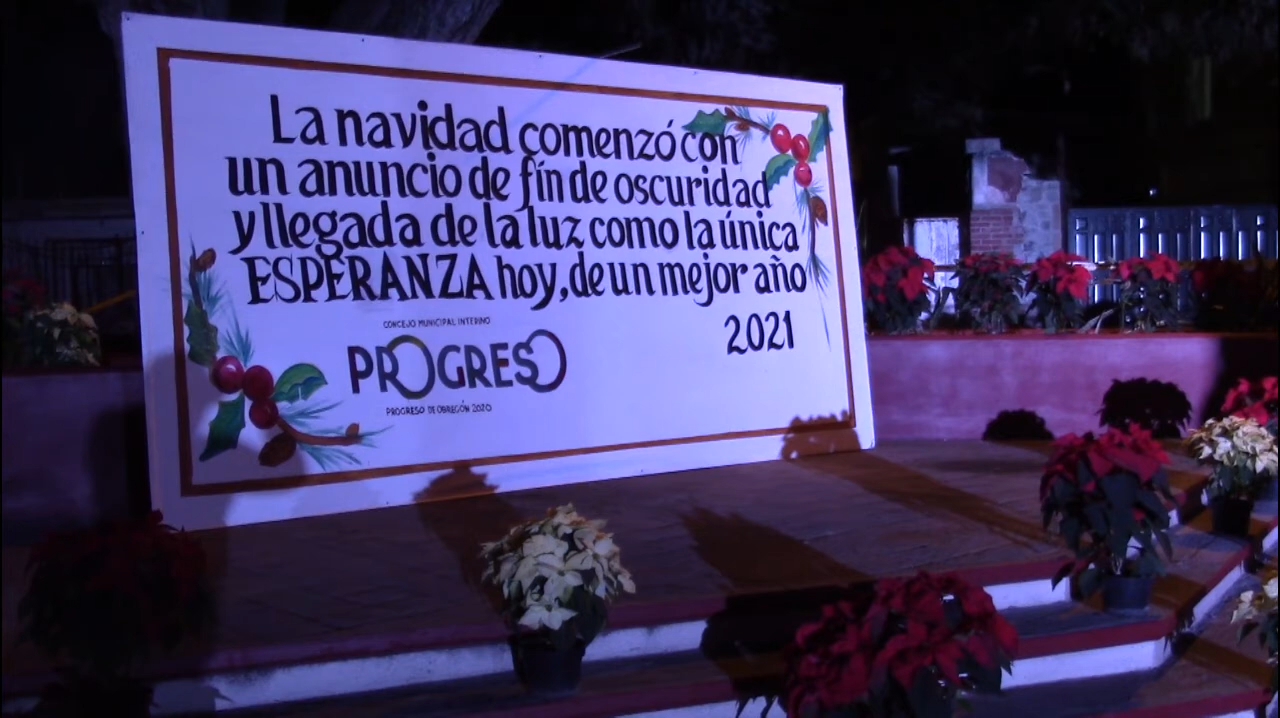 La navidad comenzó con
un anuncio de fín de oscuridad
y llegada de la luz como la única
ESPERANZA hoy, de un mejor año
2021
CONCEJO MUNICIPAL INTERINO
PROGRESO
PROGRESO DE OBREGÓN 2020